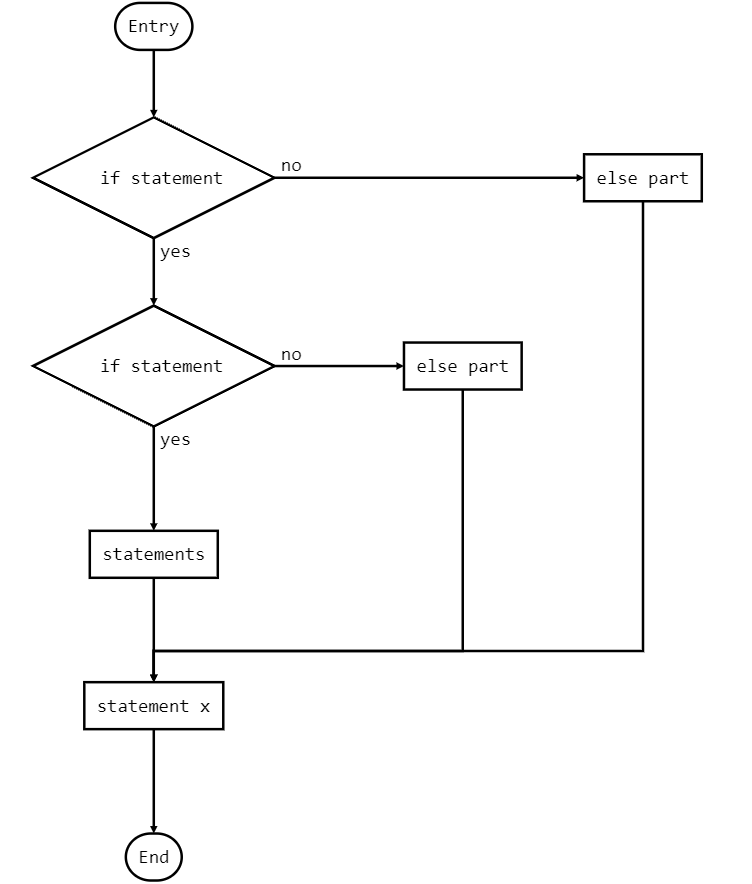 Entry
if statement
no
else part
yes
if statement
no
else part
yes
statements
statement x
End